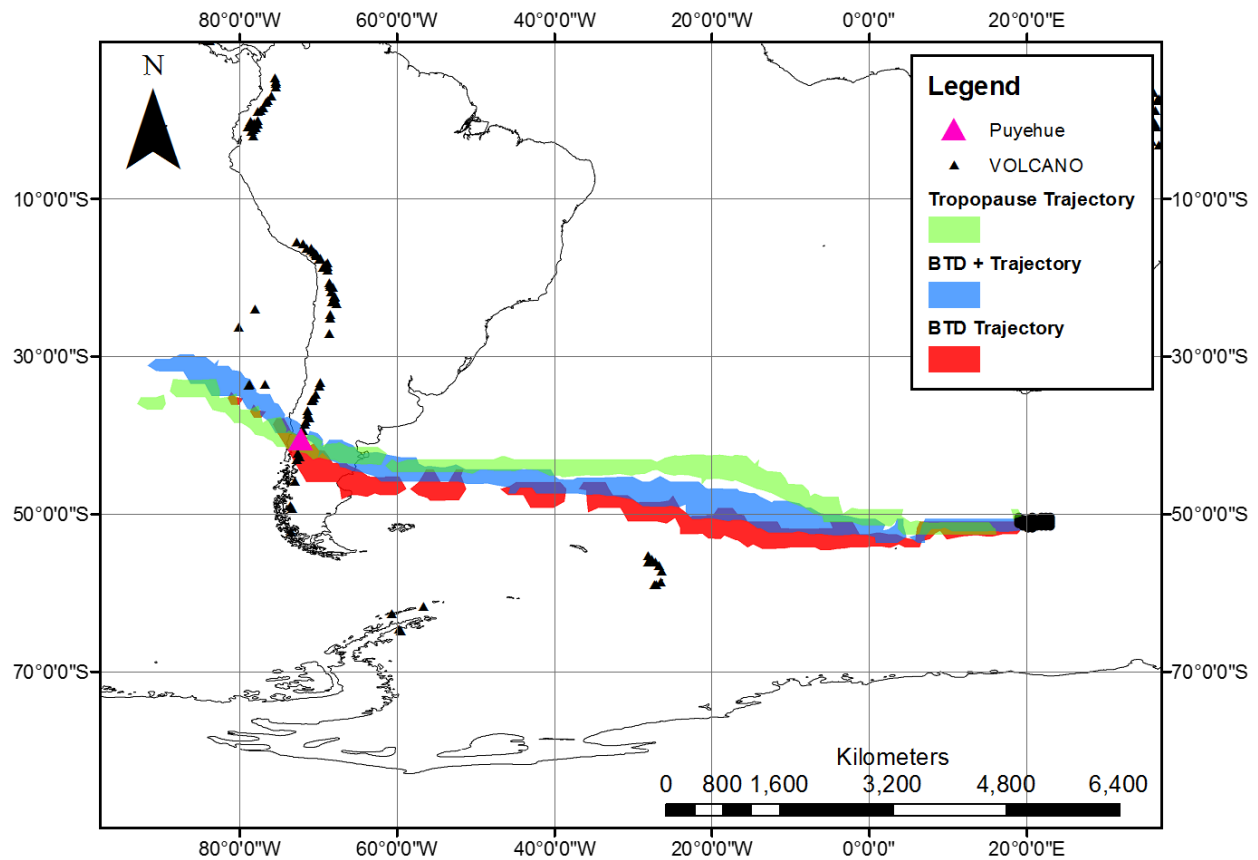 80°0'0"W 60°0'0"W 40°0'0"W 20°0'0"W 0°0'0" 20°0'0"E
N
Legend
Puyehue
VOLCANO
Tropopause Trajectory
BTD + Trajectory
BTD Trajectory
10°0'0"S 10°0'0"S
30°0'0"S 30°0'0"S
50°0'0"S 50°0'0"S
70°0'0"S 70°0'0"S
Kilometers
0 800 1,600 3,200 4,800 6,400
80°0'0"W 60°0'0"W 40°0'0"W 20°0'0"W 0°0'0" 20°0'0"E